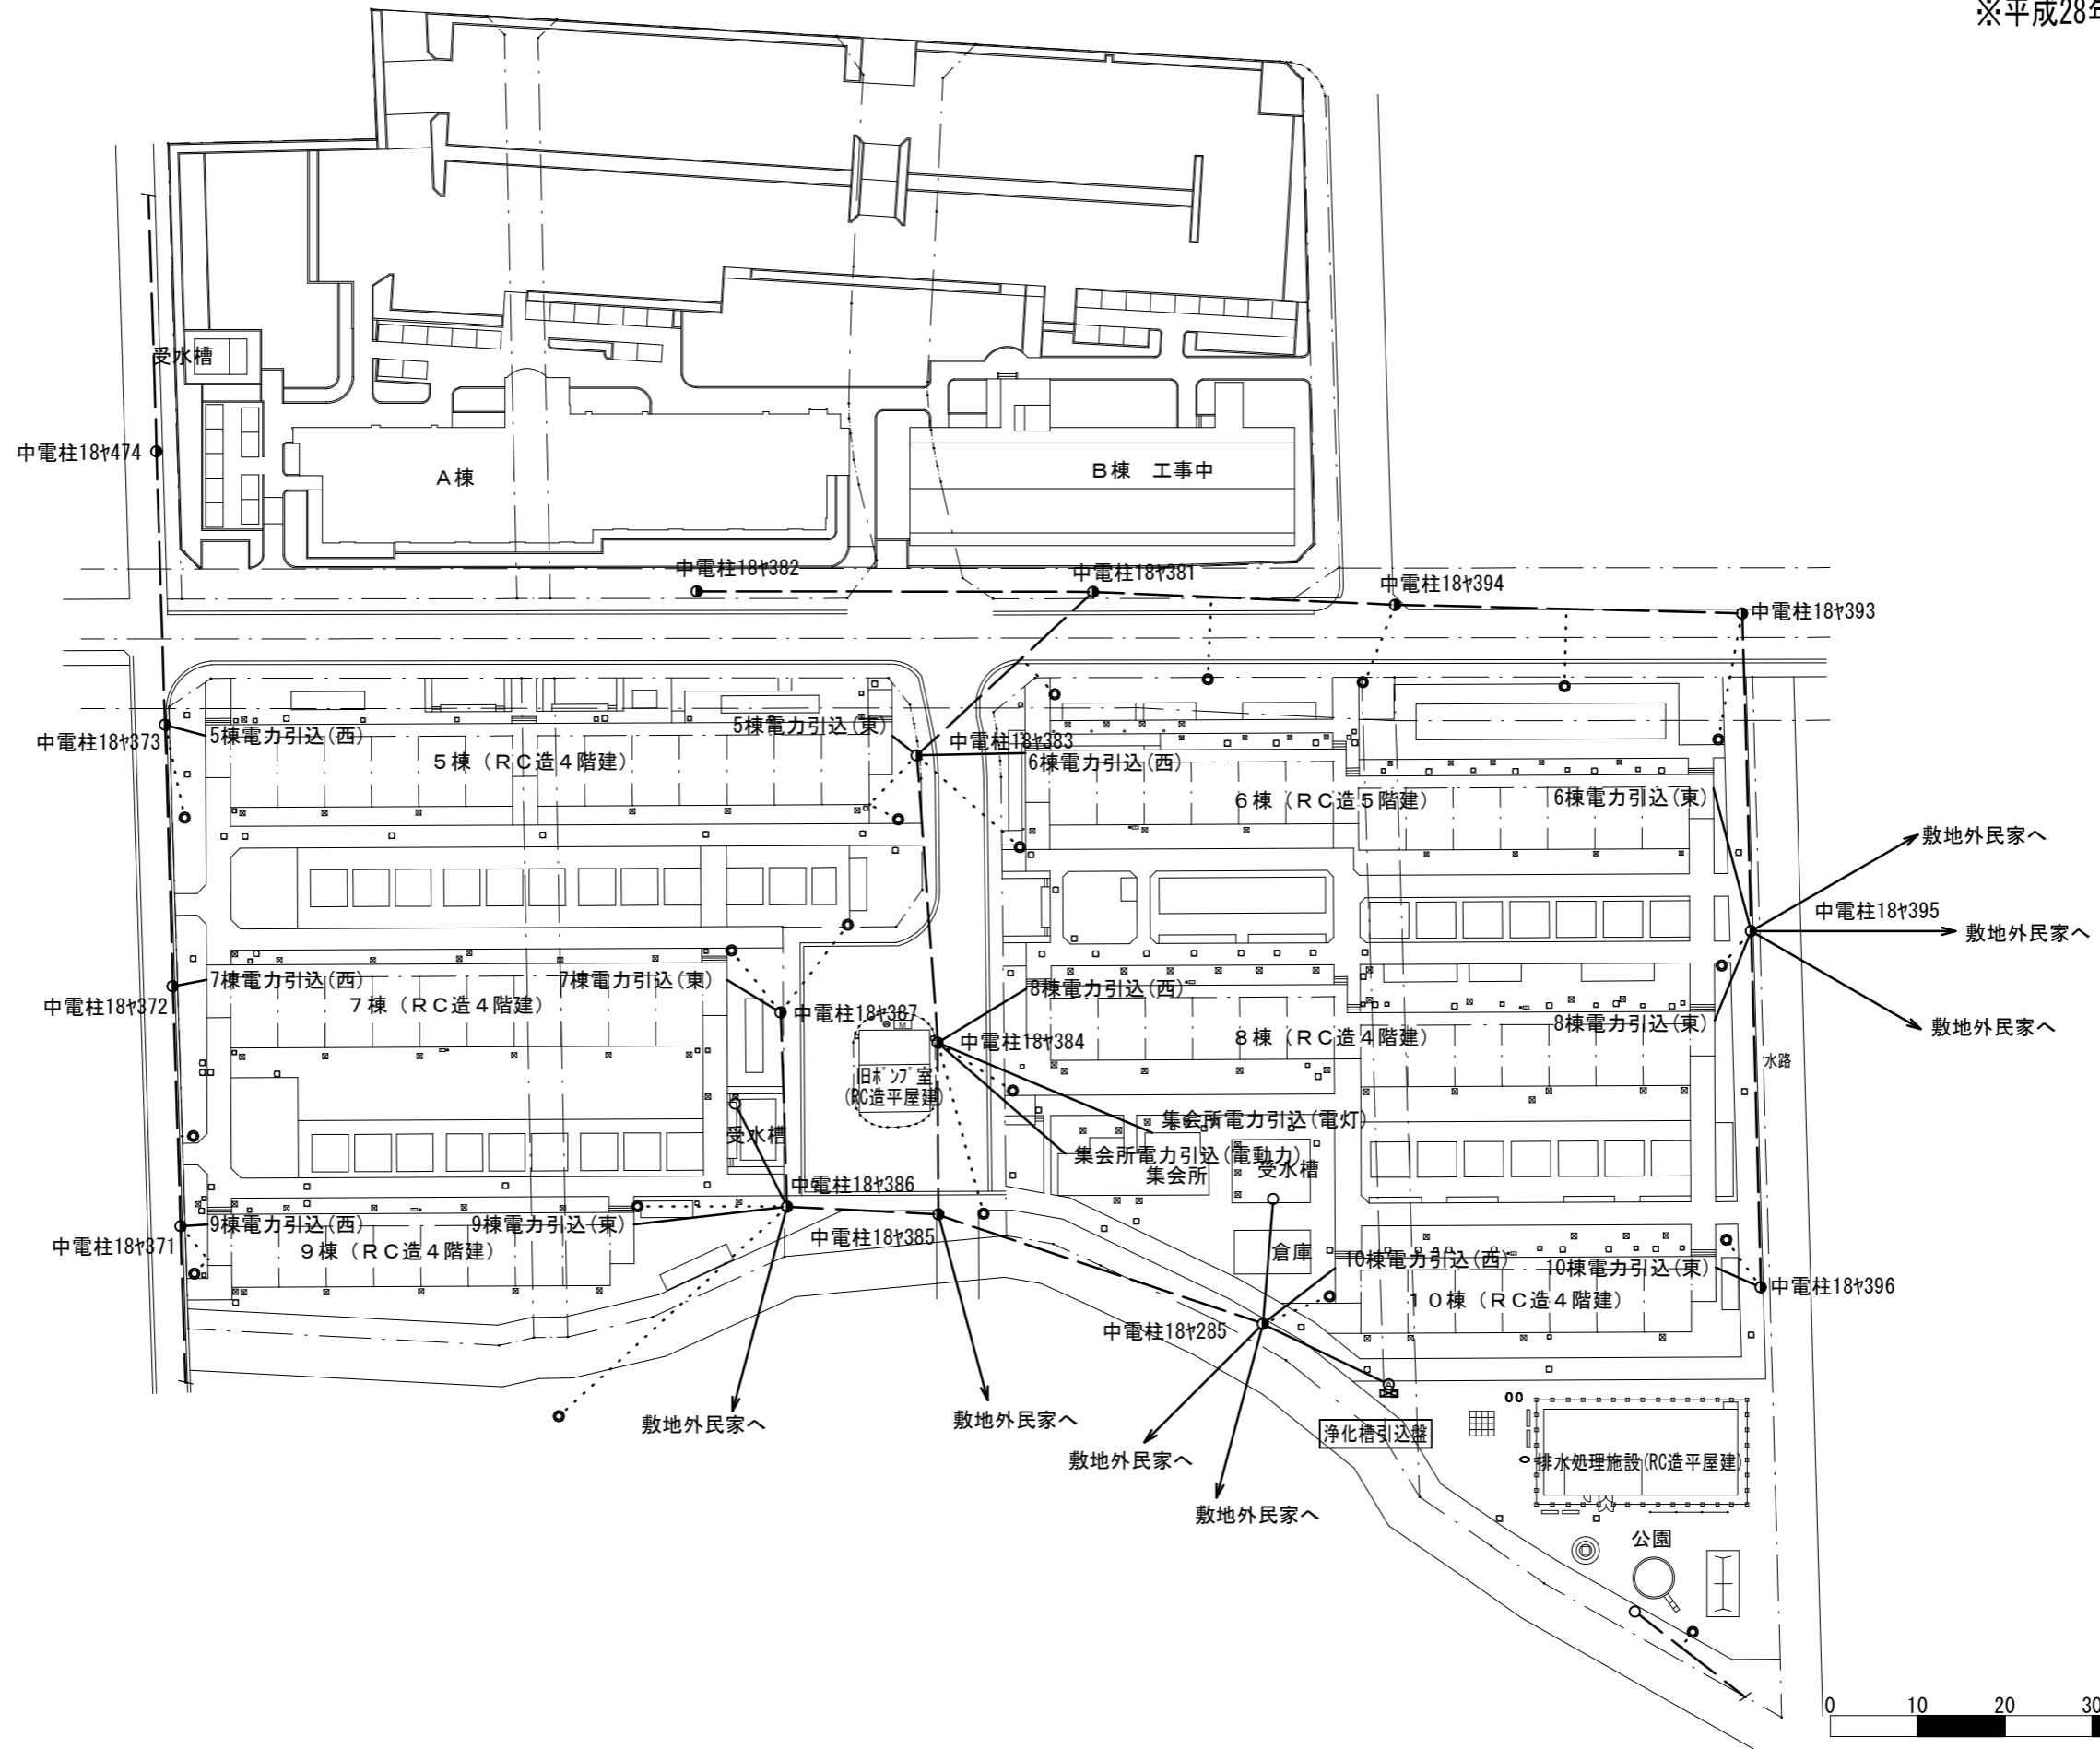 ※平成28年
受水槽
中電柱18ﾔ474
A棟
B棟　工事中
中電柱18ﾔ382
中電柱18ﾔ381
中電柱18ﾔ394
中電柱18ﾔ393
中電柱18ﾔ373
5棟電力引込(西)
5棟電力引込(東)
中電柱18ﾔ383
6棟電力引込(西)
５棟（ＲＣ造４階建）
６棟（ＲＣ造５階建）
6棟電力引込(東)
敷地外民家へ
中電柱18ﾔ395
敷地外民家へ
敷地外民家へ
7棟電力引込(西)
7棟電力引込(東)
中電柱18ﾔ372
７棟（ＲＣ造４階建）
中電柱18ﾔ387
8棟電力引込(西)
中電柱18ﾔ384
８棟（ＲＣ造４階建）
8棟電力引込(東)
水路
M
旧ﾎﾟﾝﾌﾟ室
(RC造平屋建)
受水槽
集会所電力引込(電灯)
集会所電力引込(電動力)
集会所
受水槽
中電柱18ﾔ386
9棟電力引込(西)
9棟電力引込(東)
中電柱18ﾔ371
９棟（ＲＣ造４階建）
中電柱18ﾔ385
倉庫
10棟電力引込(西)
10棟電力引込(東)
中電柱18ﾔ396
１０棟（ＲＣ造４階建）
中電柱18ﾔ285
敷地外民家へ
敷地外民家へ
敷地外民家へ
敷地外民家へ
浄化槽引込盤
排水処理施設(RC造平屋建)
公園
0 10 20 30